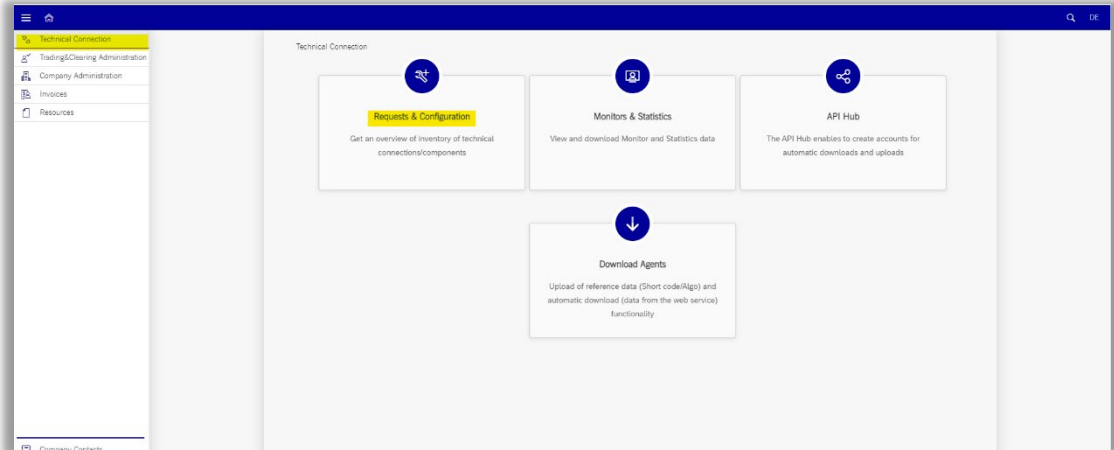 DE
Technical Connection
Trading&Clearing Administration
Company Administration
Invoices
Resources
Company Contacts
Technical Connection
Requests & Configuration
Get an overview of inventory of technical
connections/components
Monitors & Statistics
View and download Monitor and Statistics data
API Hub
The API Hub enables to create accounts for
automatic downloads and uploads
Download Agents
Upload of reference data (Short code/Algo) and
automatic download (data from the web service)
functionality